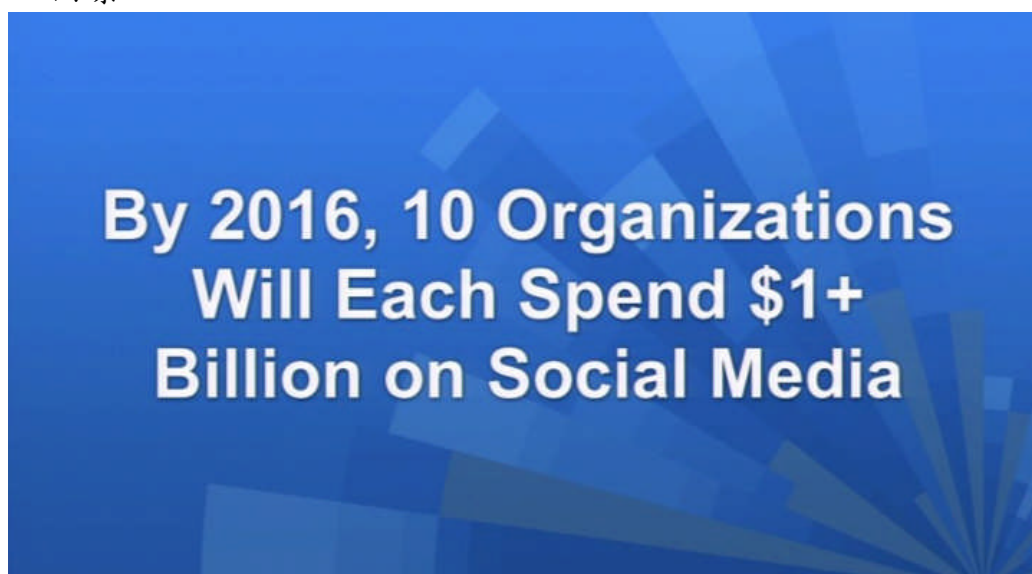 By 2016, 10 Organizations
Will Each Spend $1+
Billion on Social Media